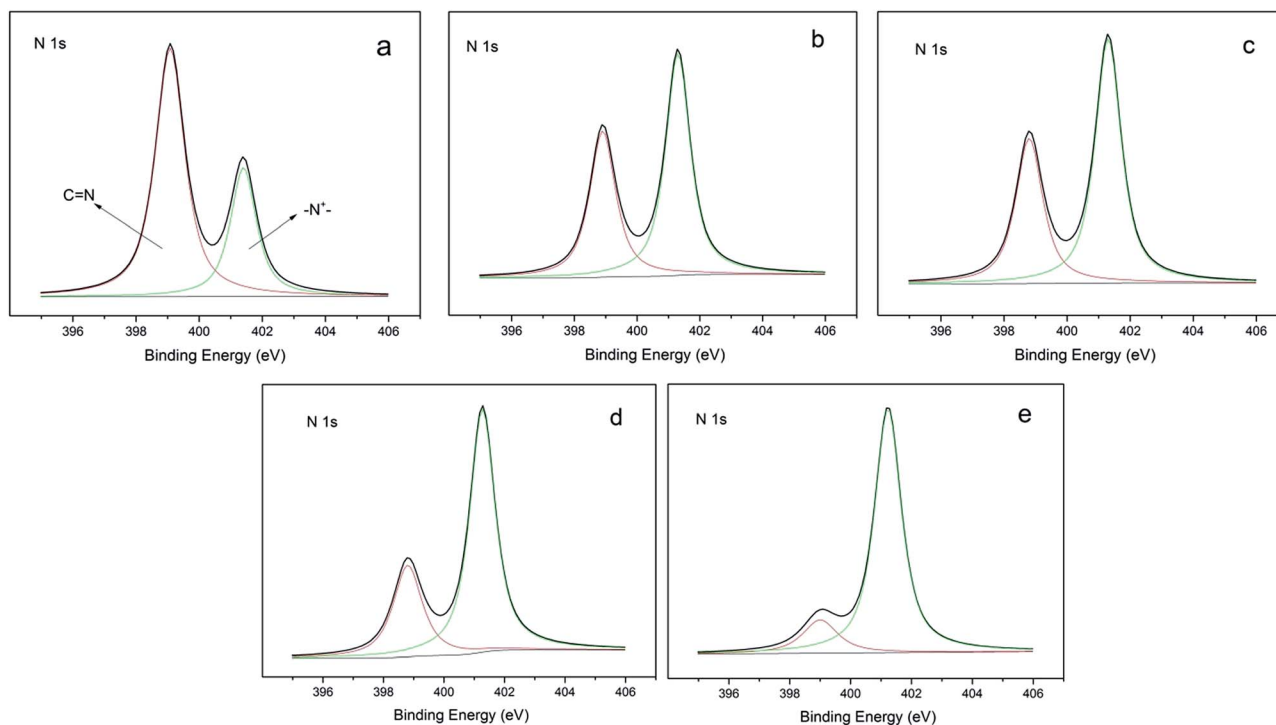 N 1s
a
C=N
-N⁺-
396 398 400 402 404 406
Binding Energy (eV)
N 1s
b
396 398 400 402 404 406
Binding Energy (eV)
N 1s
c
396 398 400 402 404 406
Binding Energy (eV)
N 1s
d
396 398 400 402 404 406
Binding Energy (eV)
N 1s
e
396 398 400 402 404 406
Binding Energy (eV)